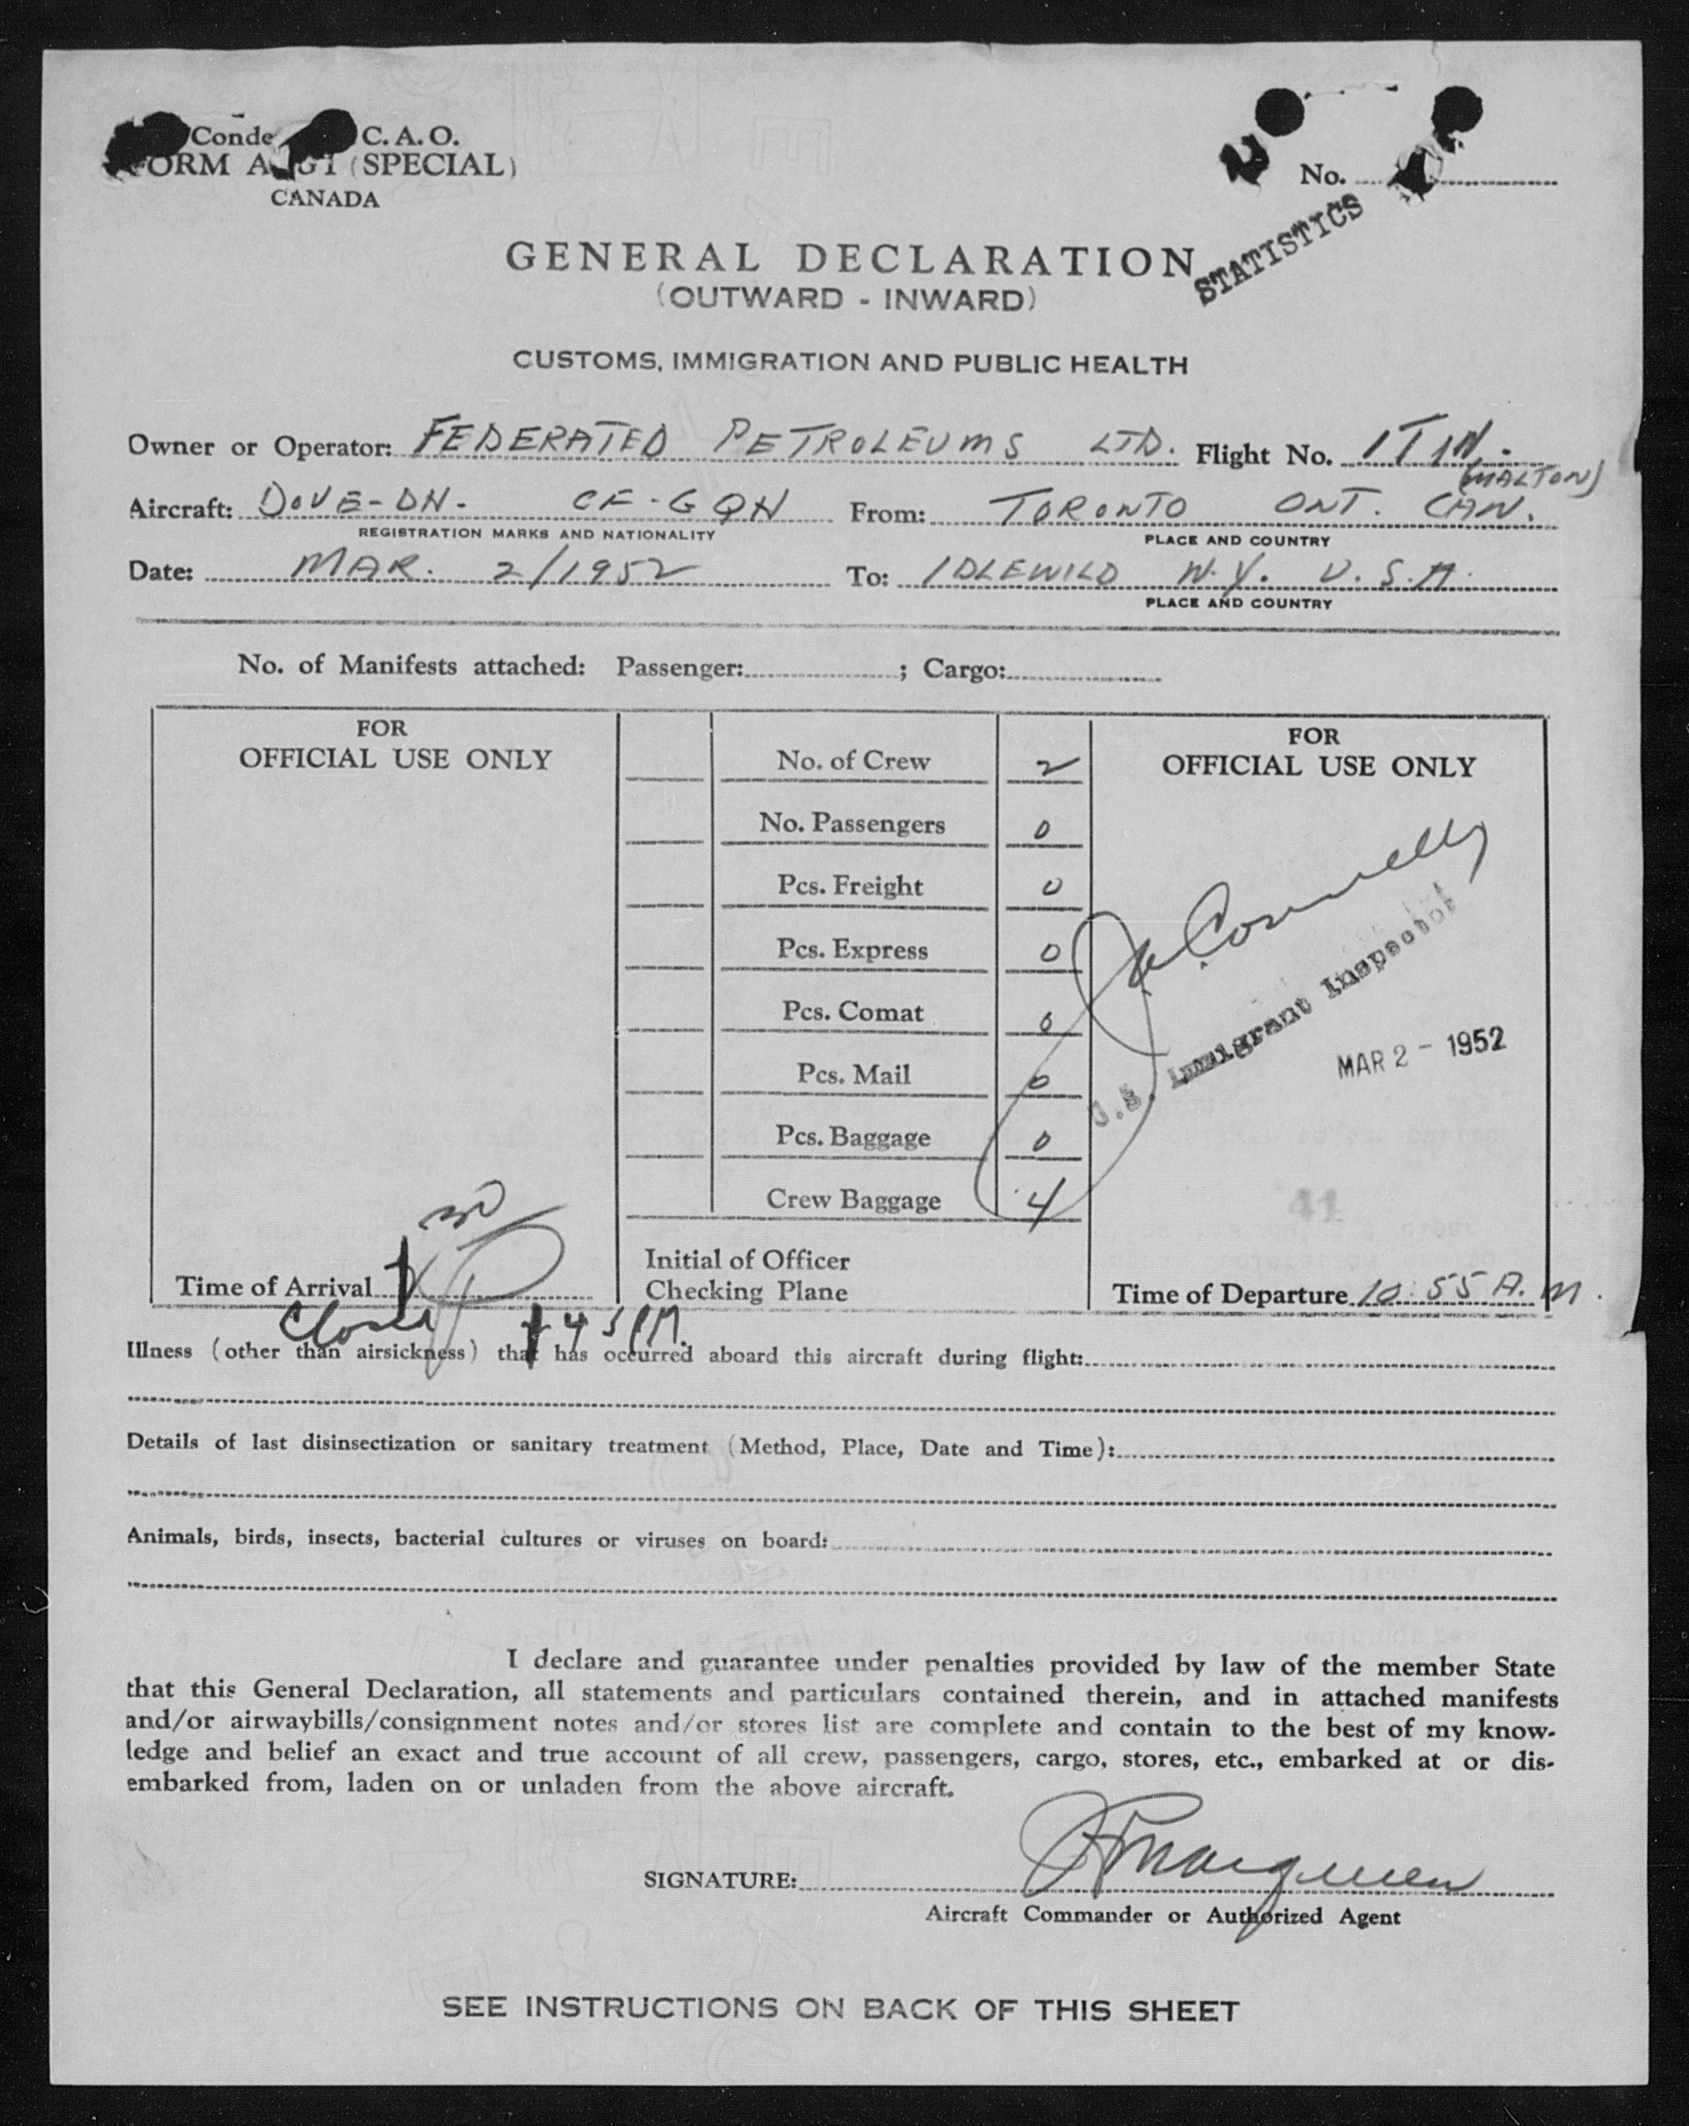 Conde C. A. O.
ORM A G1 (SPECIAL)
CANADA
No.
STATISTICS
GENERAL DECLARATION
(OUTWARD - INWARD)
CUSTOMS, IMMIGRATION AND PUBLIC HEALTH
Owner or Operator: FEDERATED PETROLEUMS LTD. Flight No.
(MALTON)
Aircraft: DOVE-DH- CF-GQH From: TORONTO ONT. CAN.
REGISTRATION MARKS AND NATIONALITY PLACE AND COUNTRY
Date: MAR. 2/1952 To: IDLEWILD N.Y. U.S.A.
PLACE AND COUNTRY
No. of Manifests attached: Passenger: ; Cargo:
FOR
OFFICIAL USE ONLY
No. of Crew 2
No. Passengers 0
Pcs. Freight 0
Pcs. Express 0
Pcs. Comat 0
Pcs. Mail 0
Pcs. Baggage 0
Crew Baggage 4
Initial of Officer
Checking Plane
FOR
OFFICIAL USE ONLY
Connelly
U.S. Immigrant Inspector
MAR 2 - 1952
41
Time of Arrival
Time of Departure 10:55 A.M.
Illness (other than airsickness) that has occurred aboard this aircraft during flight:
Details of last disinsectization or sanitary treatment (Method, Place, Date and Time):
Animals, birds, insects, bacterial cultures or viruses on board:
I declare and guarantee under penalties provided by law of the member State
that this General Declaration, all statements and particulars contained therein, and in attached manifests
and/or airwaybills/consignment notes and/or stores list are complete and contain to the best of my know-
ledge and belief an exact and true account of all crew, passengers, cargo, stores, etc., embarked at or dis-
embarked from, laden on or unladen from the above aircraft.
SIGNATURE:
Aircraft Commander or Authorized Agent
SEE INSTRUCTIONS ON BACK OF THIS SHEET